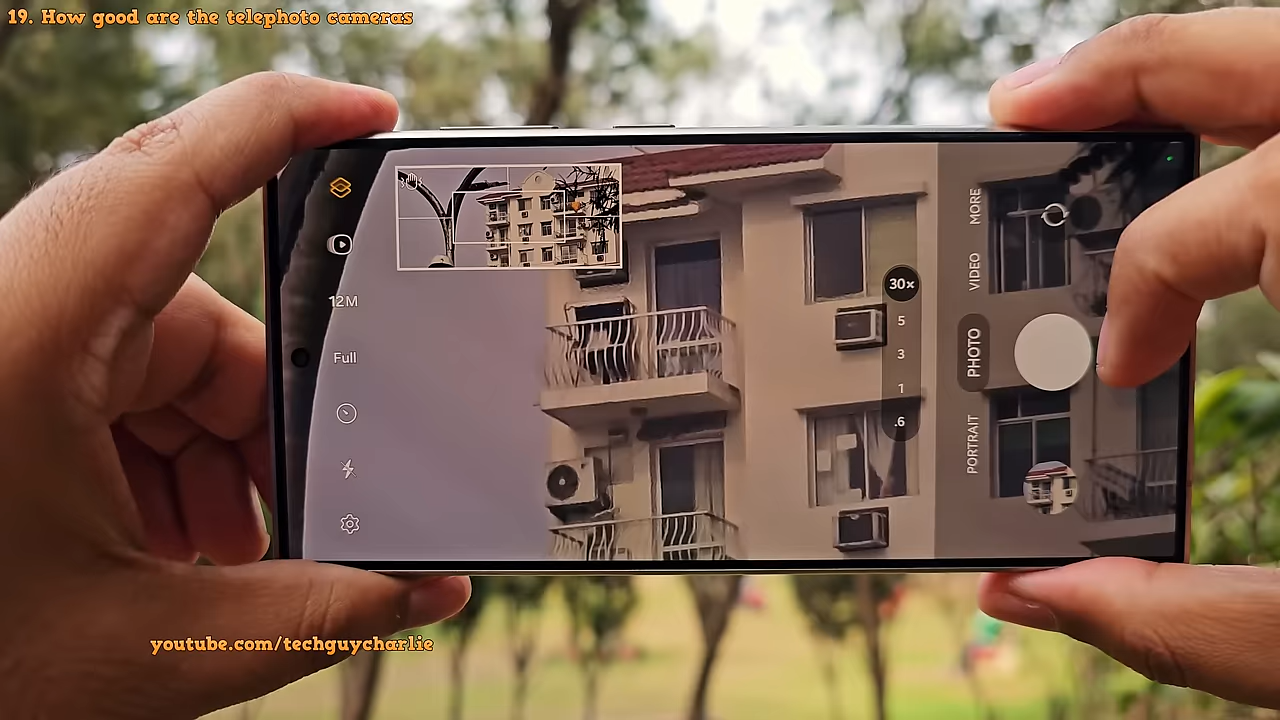 19. How good are the telephoto cameras
12M
Full
30×
5
3
1
.6
MORE
VIDEO
PHOTO
PORTRAIT
youtube.com/techguycharlie